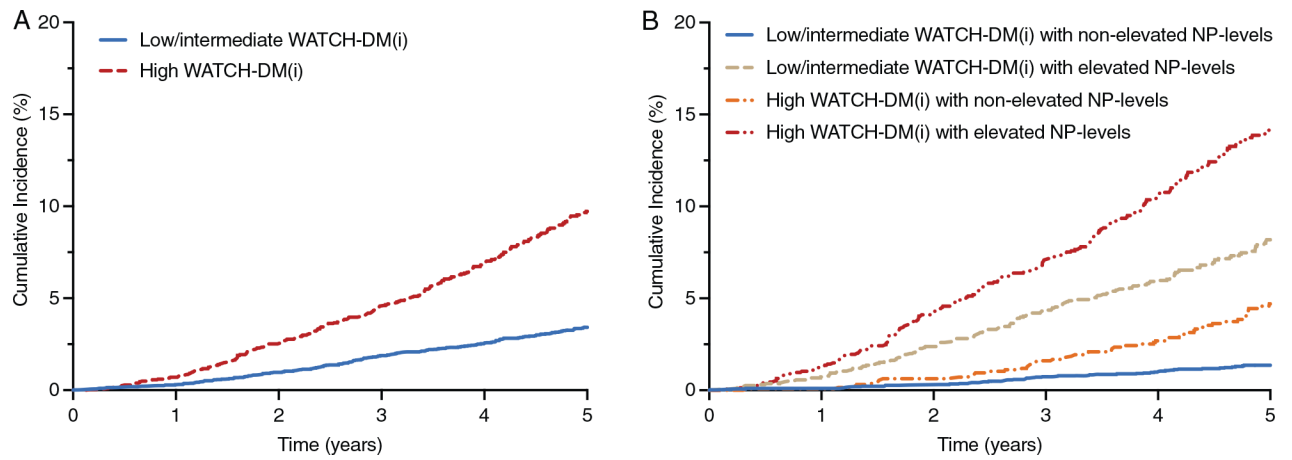 A
20
15
10
5
0
Cumulative Incidence (%)
Low/intermediate WATCH-DM(i)
High WATCH-DM(i)
0 1 2 3 4 5
Time (years)
B
20
15
10
5
0
Cumulative Incidence (%)
Low/intermediate WATCH-DM(i) with non-elevated NP-levels
Low/intermediate WATCH-DM(i) with elevated NP-levels
High WATCH-DM(i) with non-elevated NP-levels
High WATCH-DM(i) with elevated NP-levels
0 1 2 3 4 5
Time (years)